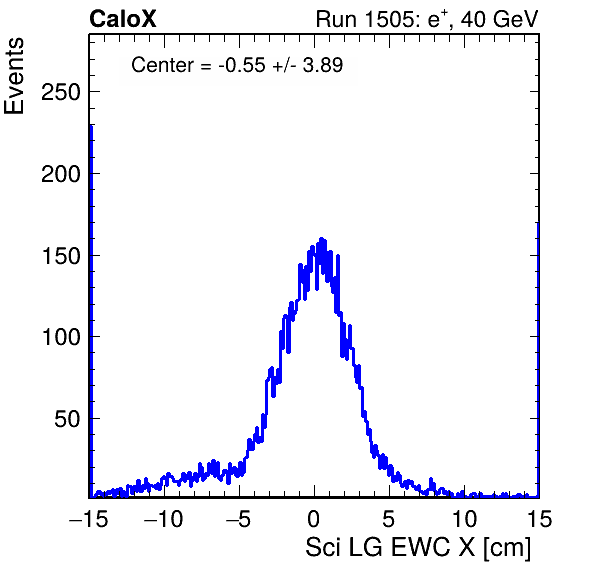 CaloX Run 1505: e⁺, 40 GeV
Center = -0.55 +/- 3.89
Events
250
200
150
100
50
−15 −10 −5 0 5 10 15
Sci LG EWC X [cm]